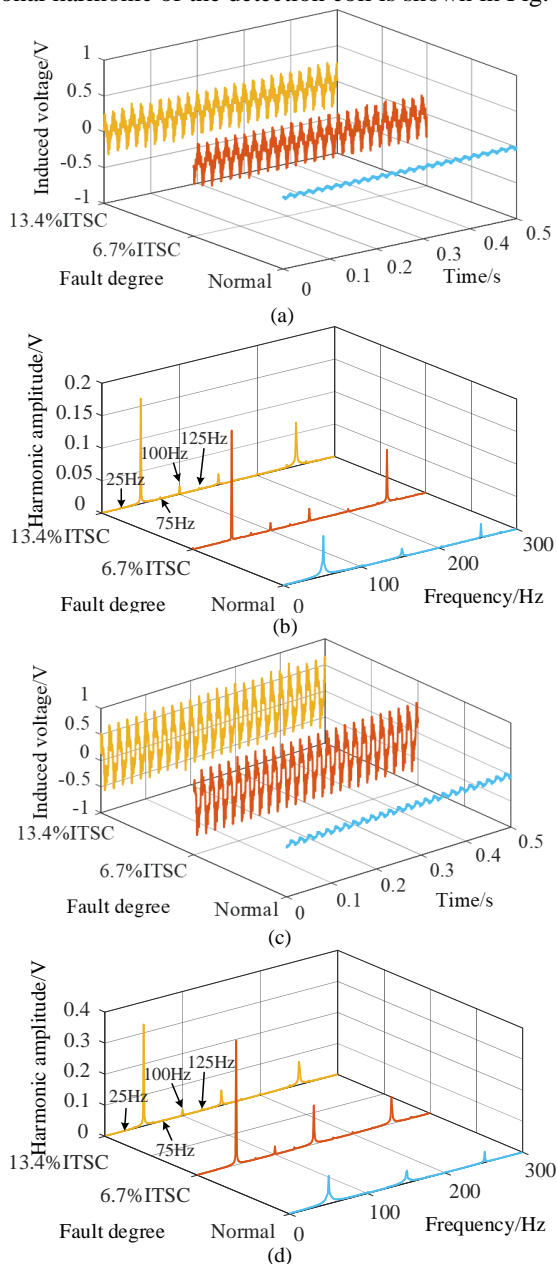 onal harmonic of the detection coil is shown in Fig.
Induced voltage/V
1
0.5
0
-0.5
-1
13.4%ITSC
6.7%ITSC
Normal
Fault degree
0
0.1
0.2
0.3
0.4
0.5
Time/s
(a)
Harmonic amplitude/V
0.2
0.15
0.1
0.05
0
25Hz
100Hz
125Hz
75Hz
13.4%ITSC
6.7%ITSC
Normal
Fault degree
0
100
200
300
Frequency/Hz
(b)
Induced voltage/V
1
0.5
0
-0.5
-1
13.4%ITSC
6.7%ITSC
Normal
Fault degree
0
0.1
0.2
0.3
0.4
0.5
Time/s
(c)
Harmonic amplitude/V
0.4
0.3
0.2
0.1
0
25Hz
100Hz
125Hz
75Hz
13.4%ITSC
6.7%ITSC
Normal
Fault degree
0
100
200
300
Frequency/Hz
(d)